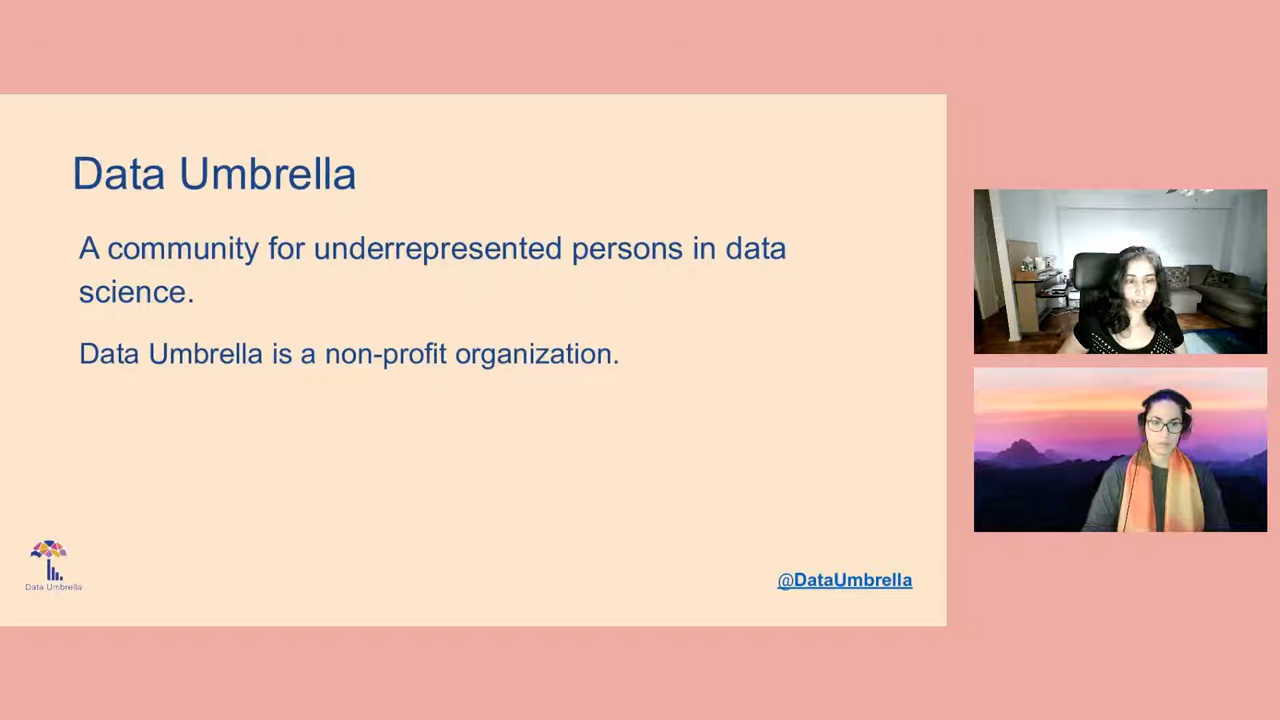 Data Umbrella
A community for underrepresented persons in data
science.
Data Umbrella is a non-profit organization.
Data Umbrella
@DataUmbrella